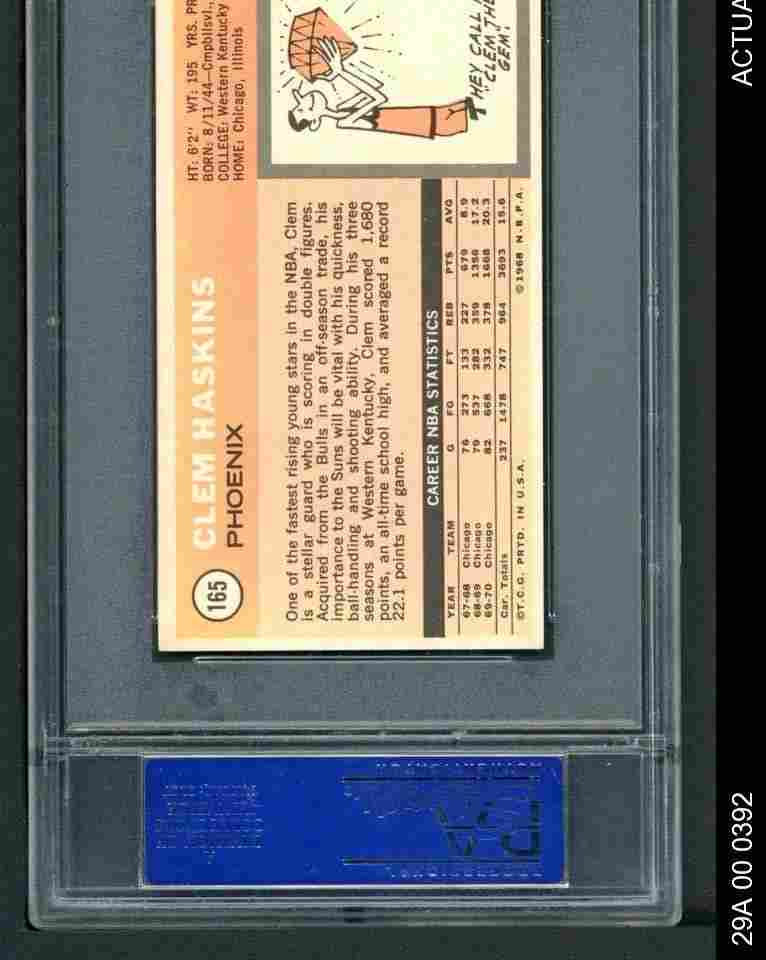 165
CLEM HASKINS
PHOENIX
HT: 6'2" WT: 195 YRS. PR
BORN: 8/11/44—Cmpbllsvl.,
COLLEGE: Western Kentucky
HOME: Chicago, Illinois
One of the fastest rising young stars in the NBA, Clem
is a stellar guard who is scoring in double figures.
Acquired from the Bulls in an off-season trade, his
importance to the Suns will be vital with his quickness,
ball-handling and shooting ability. During his three
seasons at Western Kentucky, Clem scored 1,680
points, an all-time school high, and averaged a record
22.1 points per game.
THEY CALL
"CLEM THE
GEM"!
CAREER NBA STATISTICS
YEAR TEAM G FG FT REB PTS AVG
67-68 Chicago 76 273 133 227 679 8.9
68-69 Chicago 79 537 282 359 1356 17.2
69-70 Chicago 82 668 332 378 1668 20.3
Car. Totals 237 1478 747 964 3693 15.6
©T.C.G. PRTD. IN U.S.A. ©1968 N.B.P.A.
29A 00 0392
ACTUA